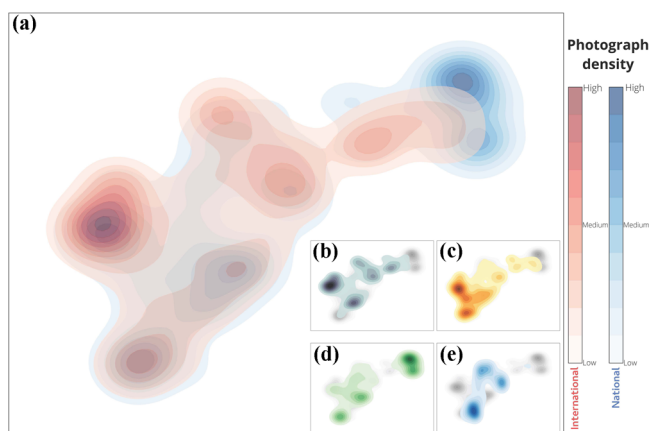 (a)
Photograph
density
High
High
Medium
Medium
Low
Low
International
National
(b)
(c)
(d)
(e)